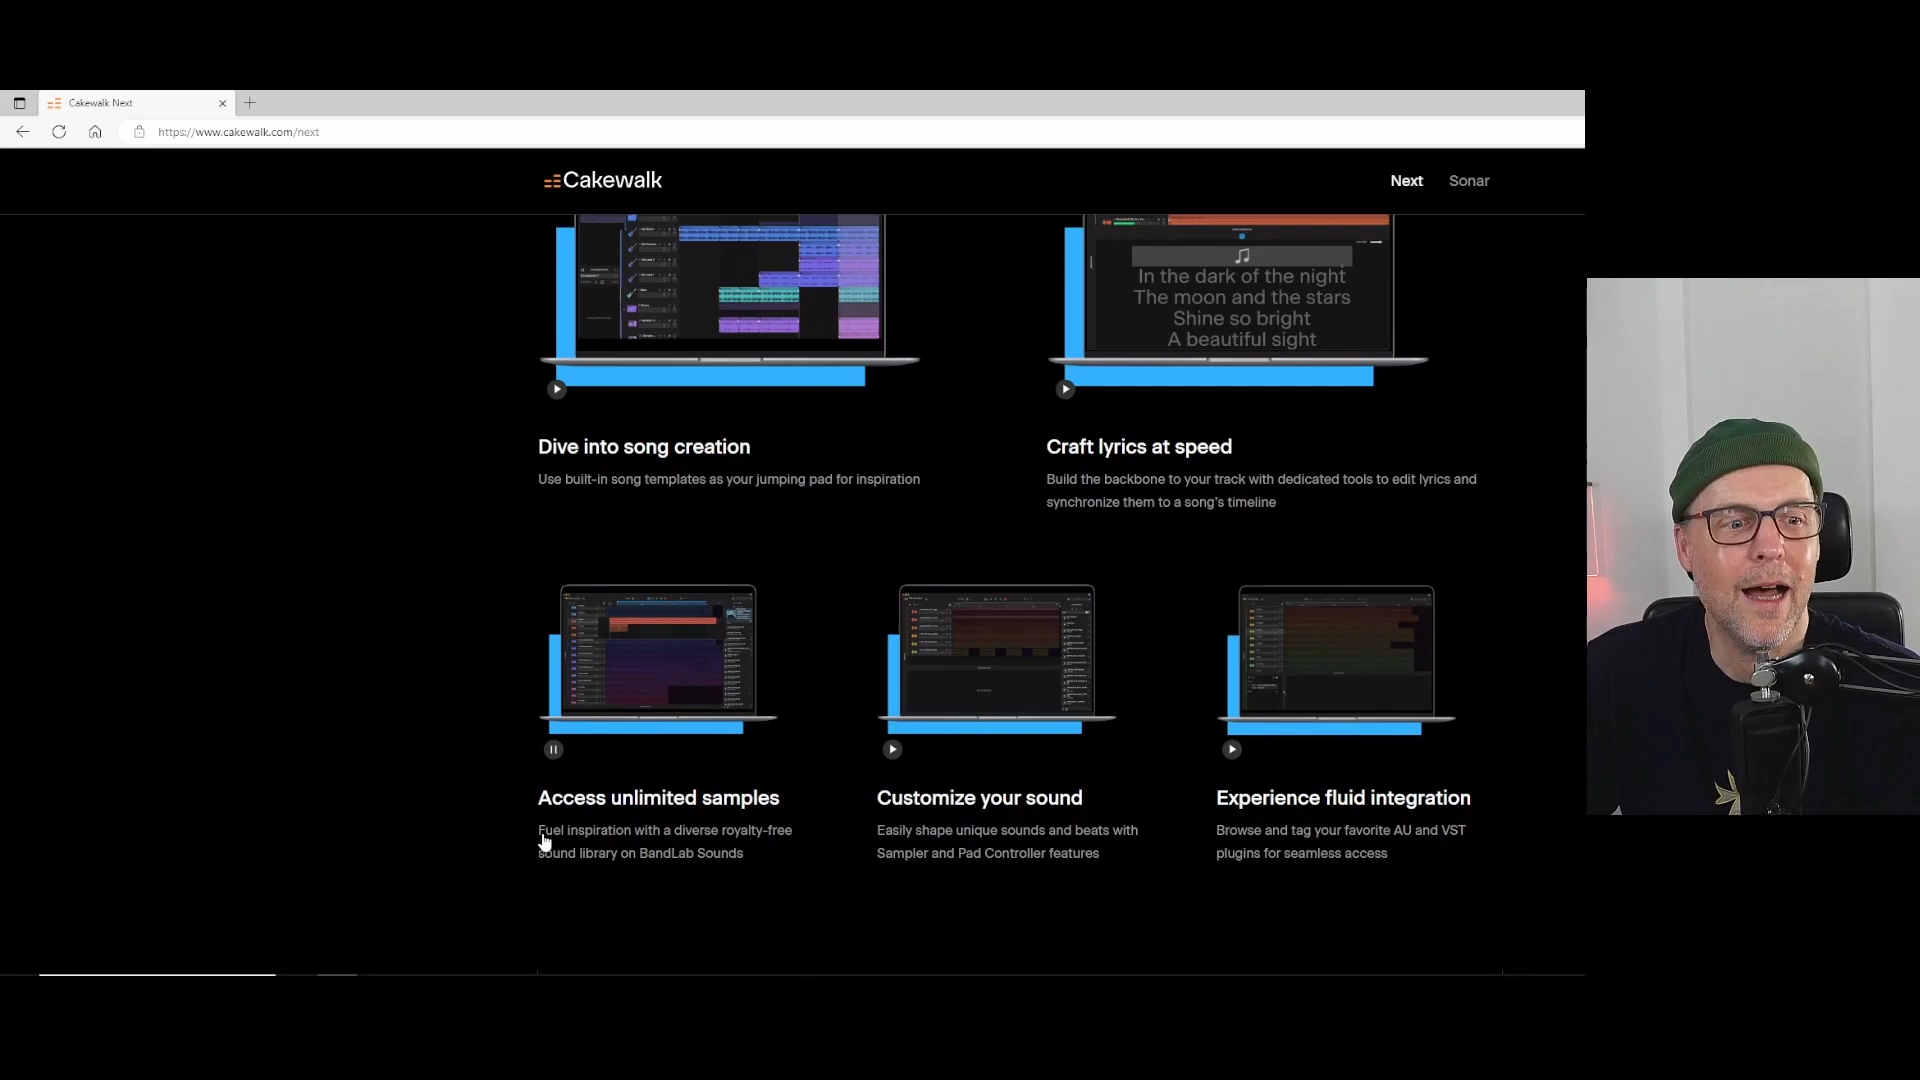 Cakewalk Next
https://www.cakewalk.com/next
Cakewalk
Next
Sonar
In the dark of the night
The moon and the stars
Shine so bright
A beautiful sight
Dive into song creation
Use built-in song templates as your jumping pad for inspiration
Craft lyrics at speed
Build the backbone to your track with dedicated tools to edit lyrics and
synchronize them to a song's timeline
Access unlimited samples
Fuel inspiration with a diverse royalty-free
sound library on BandLab Sounds
Customize your sound
Easily shape unique sounds and beats with
Sampler and Pad Controller features
Experience fluid integration
Browse and tag your favorite AU and VST
plugins for seamless access